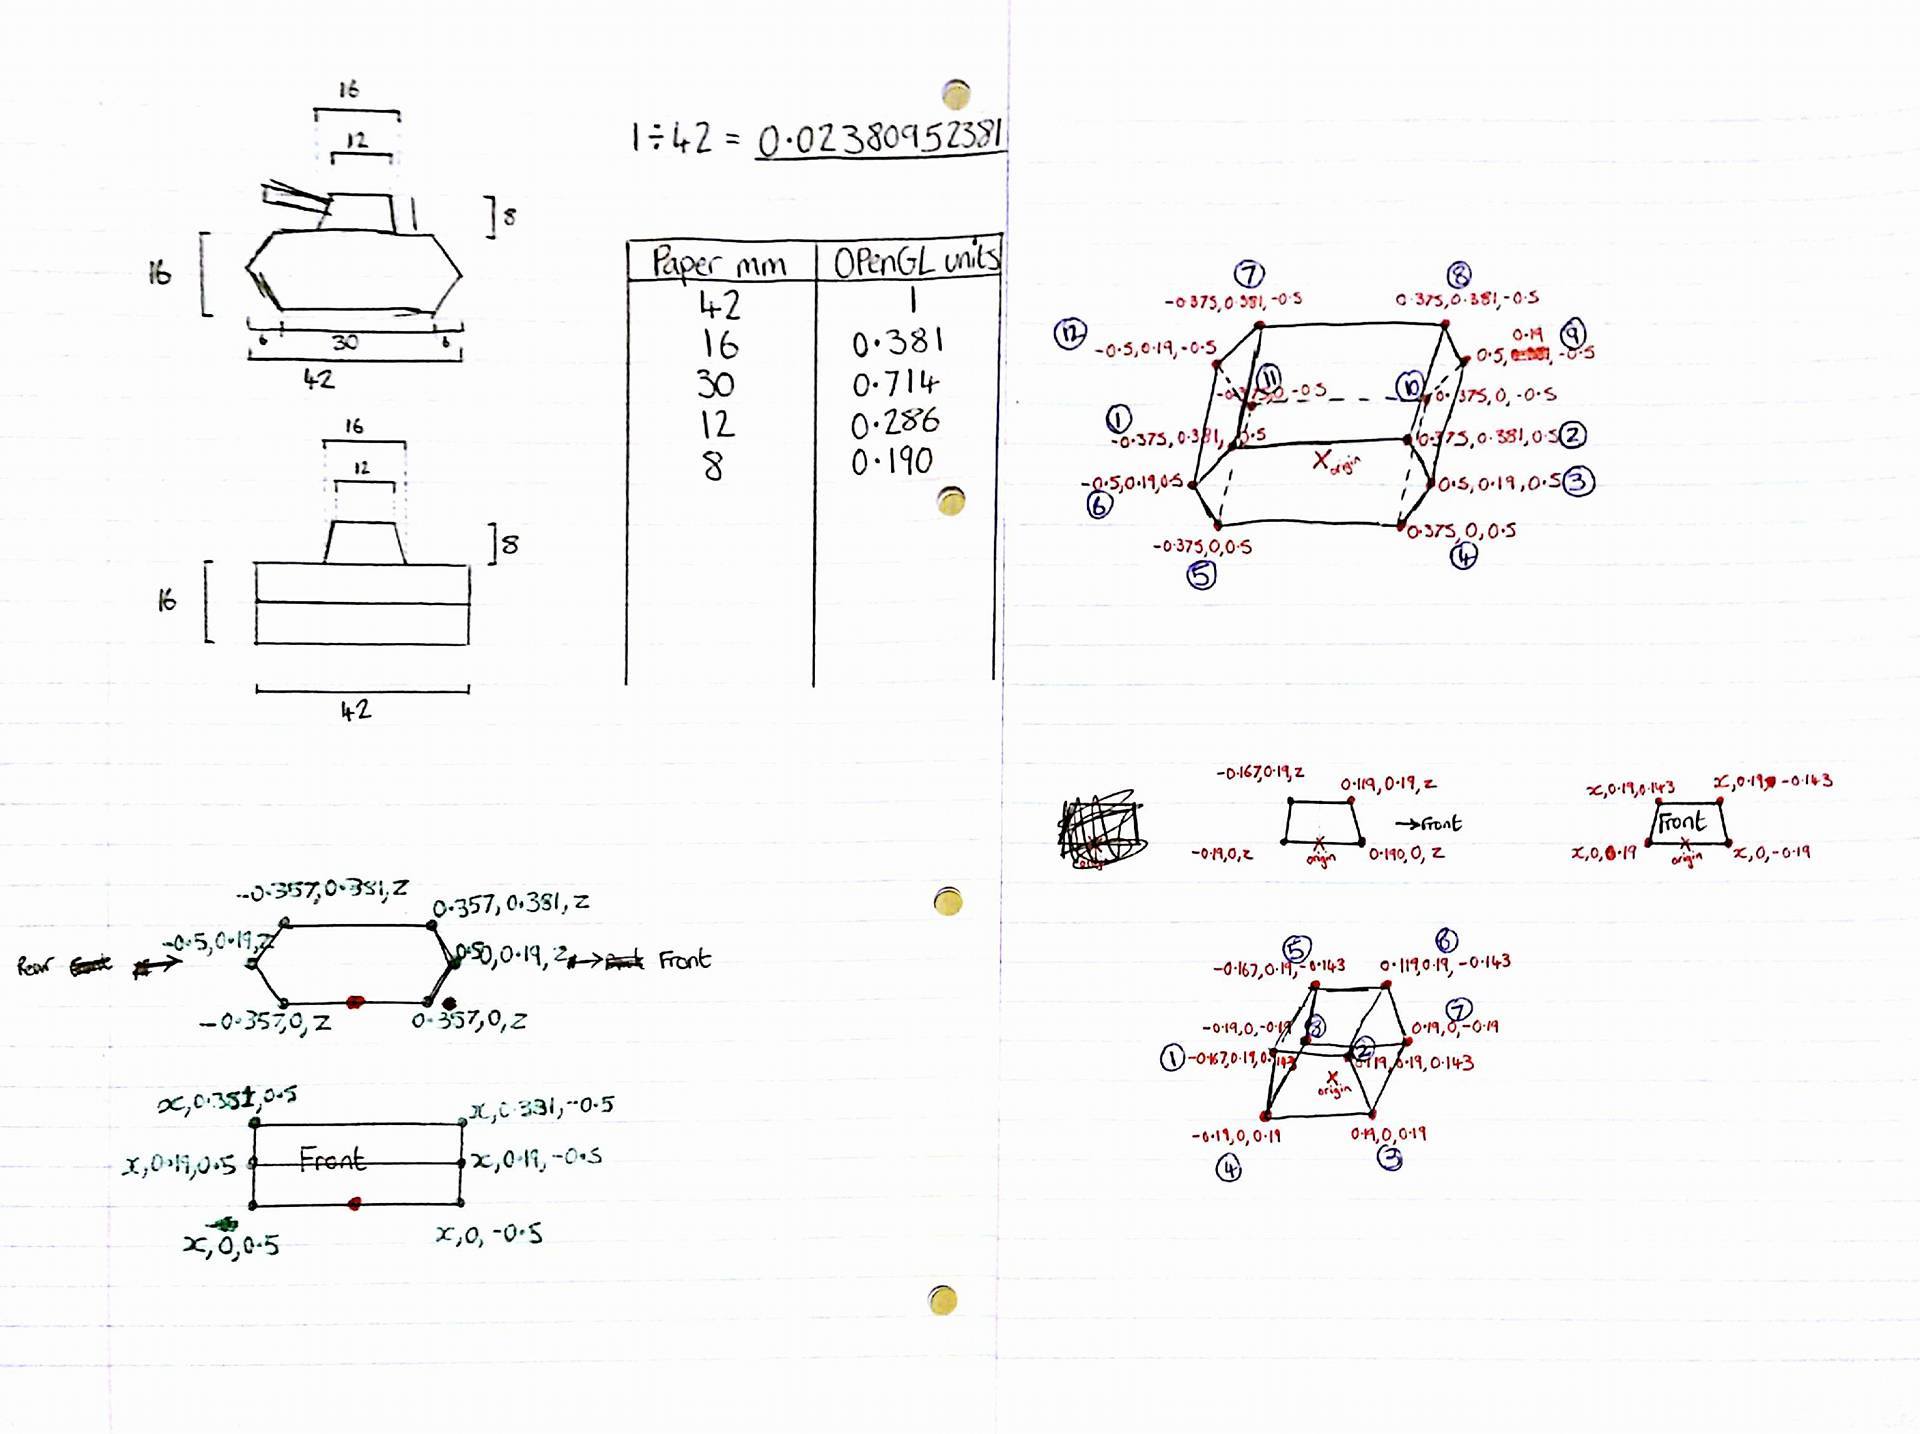 16
12
8
16
6
30
6
42
16
12
8
16
42
1÷42 = 0.02380952381
Paper mm
OPenGL units
42
1
16
0.381
30
0.714
12
0.286
8
0.190
-0.357,0.381,z
0.357,0.381,z
-0.5,0.19,z
0.50,0.19,z
Rear
Front
-0.357,0,z
0.357,0,z
x,0.381,0.5
x,0.381,-0.5
x,0.19,0.5
Front
x,0.19,-0.5
x,0,0.5
x,0,-0.5
7
8
-0.375,0.381,-0.5
0.375,0.381,-0.5
12
0.19
9
-0.5,0.19,-0.5
0.5, -0.5
11
10
-0.375,0,-0.5
0.375,0,-0.5
1
-0.375,0.381,0.5
0.375,0.381,0.5
2
X origin
-0.5,0.19,0.5
0.5,0.19,0.5
3
6
-0.375,0,0.5
0.375,0,0.5
5
4
-0.167,0.19,z
0.119,0.19,z
→Front
-0.19,0,z
X origin
0.190,0,z
x,0.19,0.143
x,0.19, -0.143
Front
x,0,0.19
X origin
x,0,-0.19
5
6
-0.167,0.19,-0.143
0.119,0.19,-0.143
7
-0.19,0,-0.19
8
0.19,0,-0.19
1
-0.167,0.19,0.143
2
0.119,0.19,0.143
X origin
-0.19,0,0.19
0.19,0,0.19
4
3